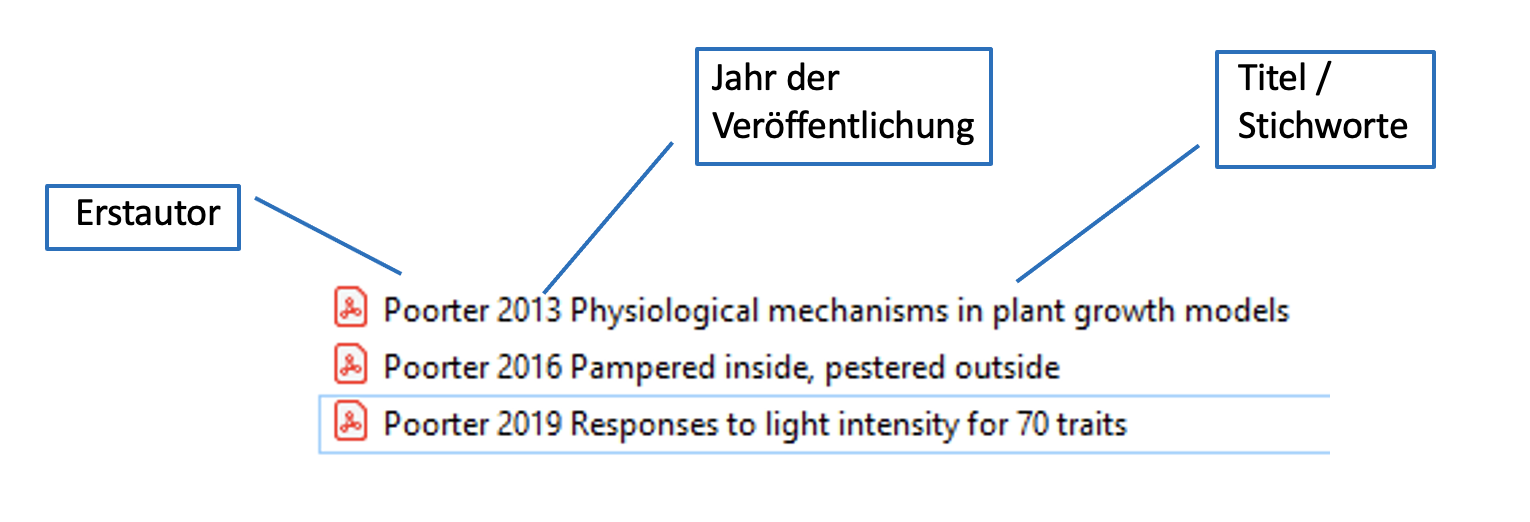 Jahr der
Veröffentlichung
Titel /
Stichworte
Erstautor
Poorter 2013 Physiological mechanisms in plant growth models
Poorter 2016 Pampered inside, pestered outside
Poorter 2019 Responses to light intensity for 70 traits